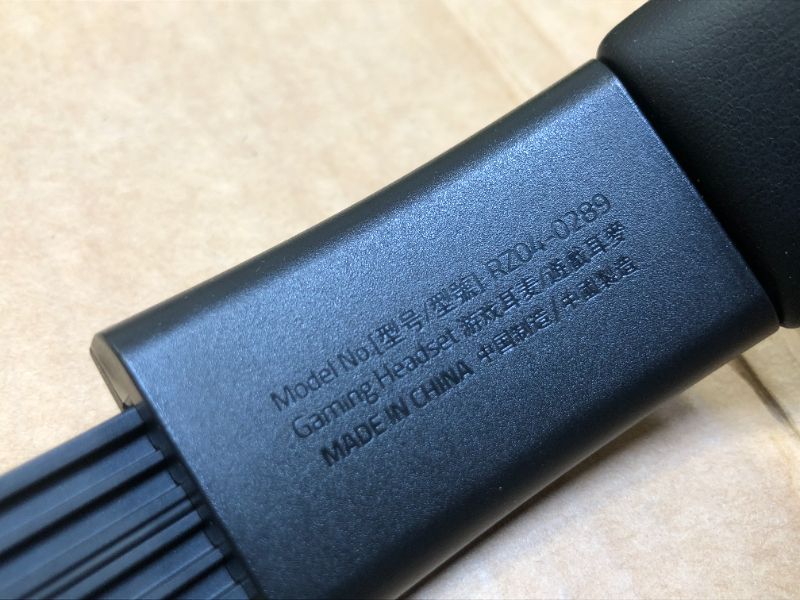 Model No.[型号/型號] RZ04-0289
Gaming Headset 游戏耳麦/遊戲耳麥
MADE IN CHINA 中国制造/中國製造